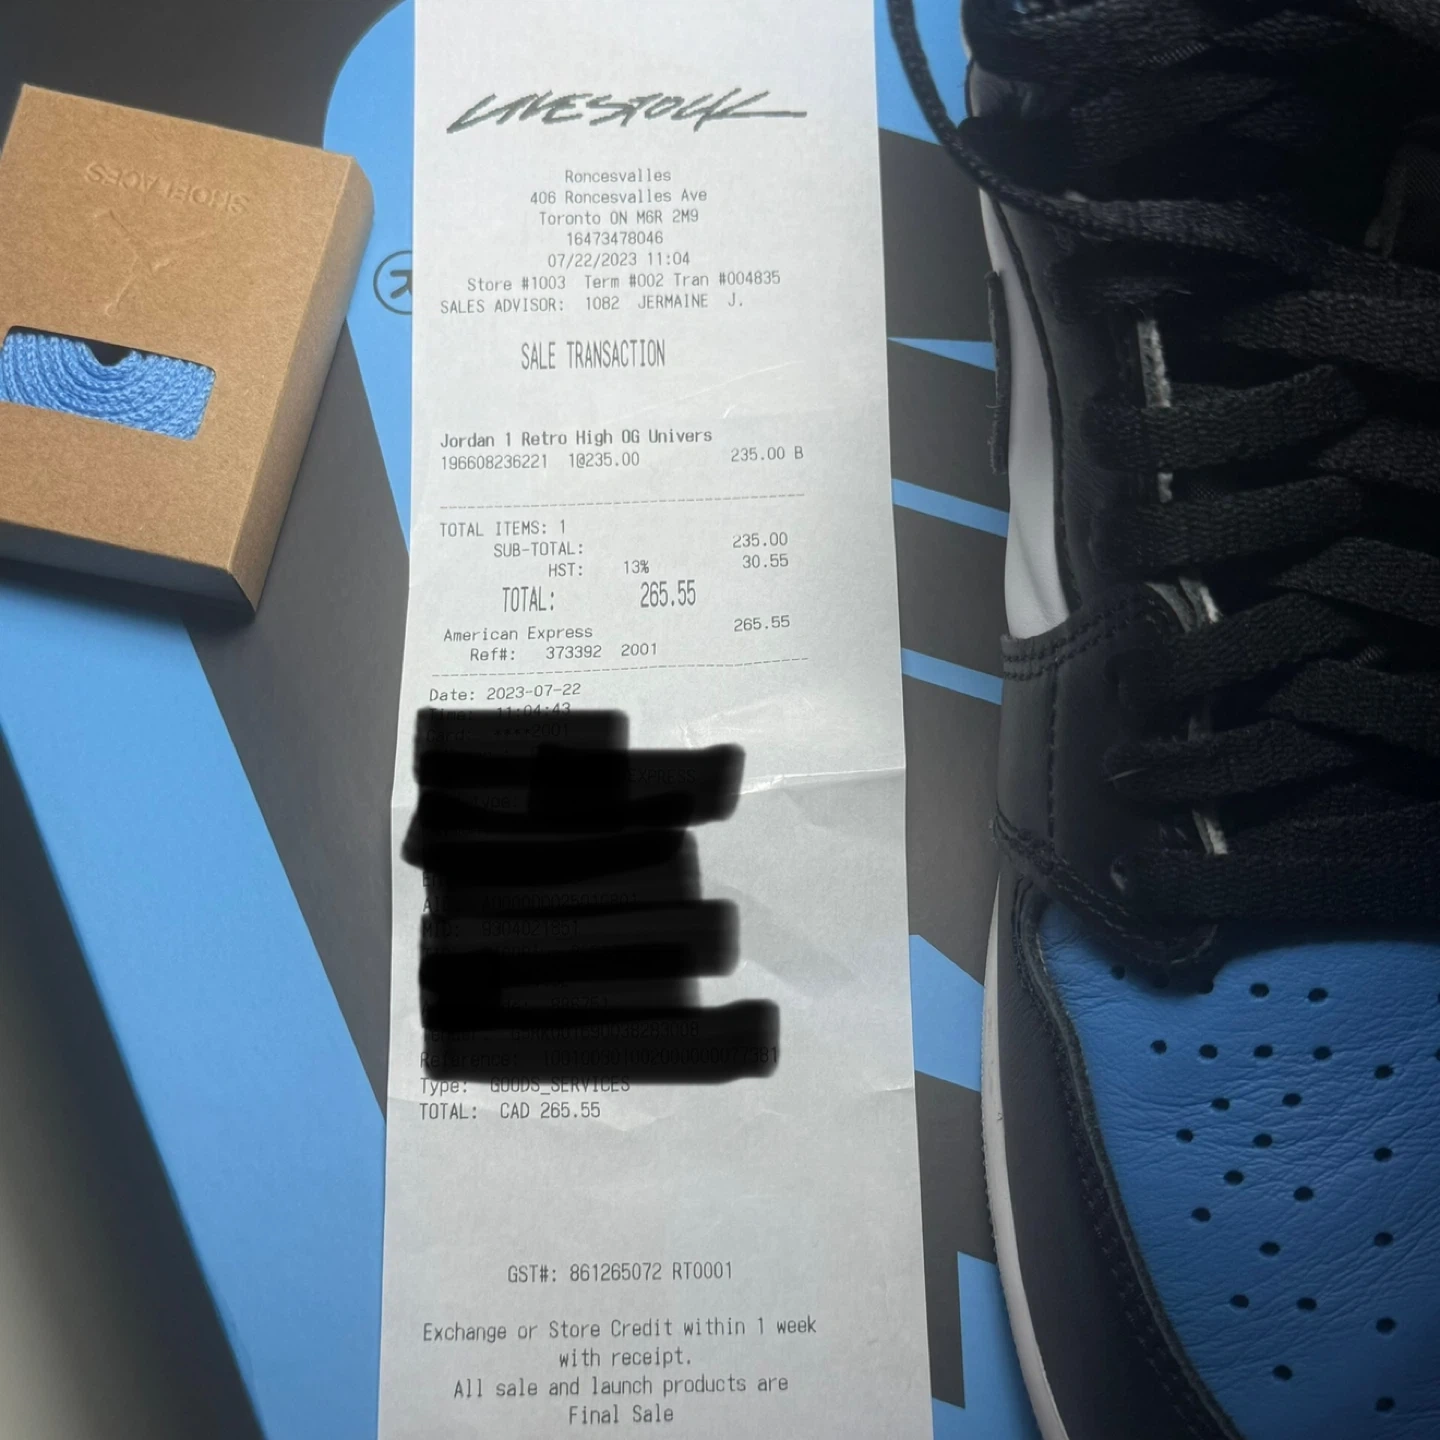 SHOELACES
LIVESTOCK
Roncesvalles
406 Roncesvalles Ave
Toronto ON M6R 2M9
16473478046
07/22/2023 11:04
Store #1003 Term #002 Tran #004835
SALES ADVISOR: 1082 JERMAINE J.
SALE TRANSACTION
Jordan 1 Retro High OG Univers
196608236221 1@235.00 235.00 B
TOTAL ITEMS: 1
SUB-TOTAL: 235.00
HST: 13% 30.55
TOTAL: 265.55
American Express 265.55
Ref#: 373392 2001
Date: 2023-07-22
Type: GOODS_SERVICES
TOTAL: CAD 265.55
GST#: 861265072 RT0001
Exchange or Store Credit within 1 week
with receipt.
All sale and launch products are
Final Sale